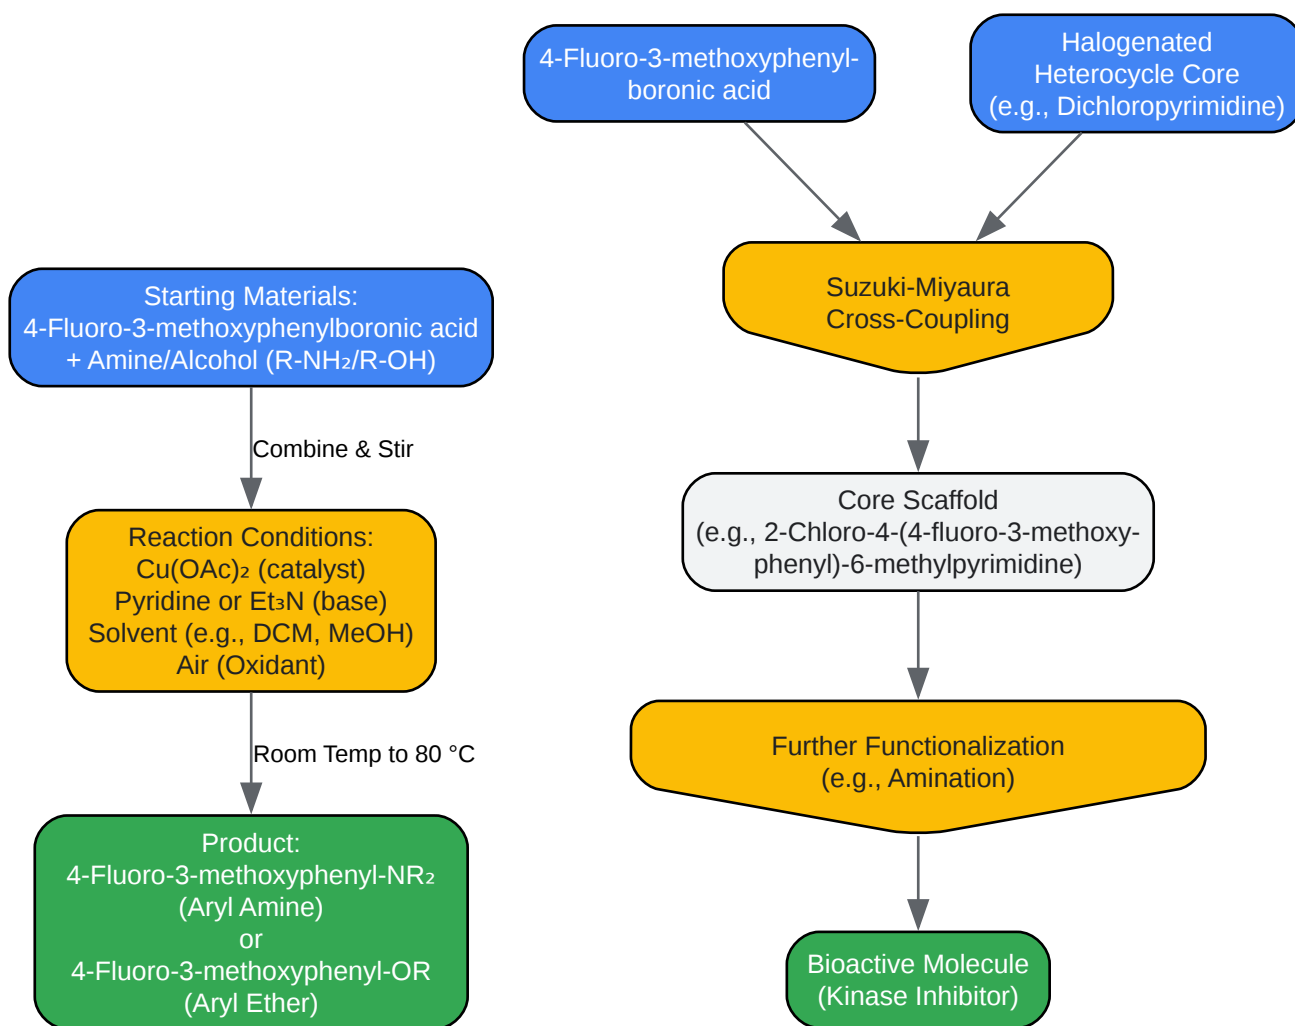 Starting Materials:
4-Fluoro-3-methoxyphenylboronic acid
+ Amine/Alcohol (R-NH₂/R-OH)
Combine & Stir
Reaction Conditions:
Cu(OAc)₂ (catalyst)
Pyridine or Et₃N (base)
Solvent (e.g., DCM, MeOH)
Air (Oxidant)
Room Temp to 80 °C
Product:
4-Fluoro-3-methoxyphenyl-NR₂
(Aryl Amine)
or
4-Fluoro-3-methoxyphenyl-OR
(Aryl Ether)
4-Fluoro-3-methoxyphenyl-
boronic acid
Halogenated
Heterocycle Core
(e.g., Dichloropyrimidine)
Suzuki-Miyaura
Cross-Coupling
Core Scaffold
(e.g., 2-Chloro-4-(4-fluoro-3-methoxy-
phenyl)-6-methylpyrimidine)
Further Functionalization
(e.g., Amination)
Bioactive Molecule
(Kinase Inhibitor)